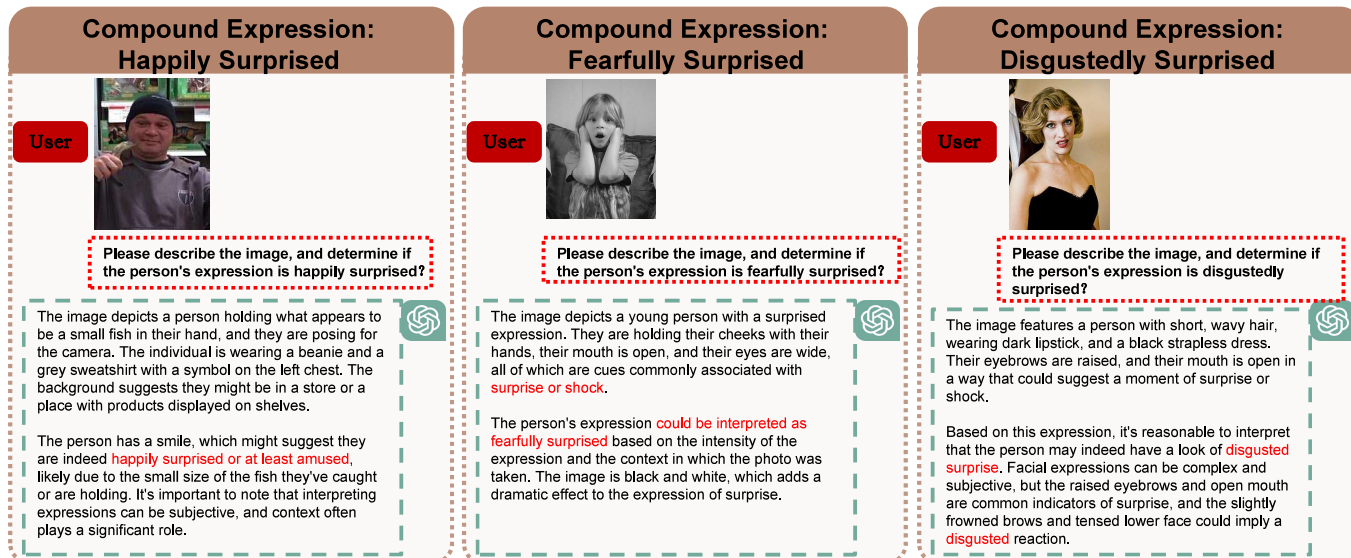 Compound Expression:
Happily Surprised
User
Please describe the image, and determine if
the person's expression is happily surprised?
The image depicts a person holding what appears to
be a small fish in their hand, and they are posing for
the camera. The individual is wearing a beanie and a
grey sweatshirt with a symbol on the left chest. The
background suggests they might be in a store or a
place with products displayed on shelves.
The person has a smile, which might suggest they
are indeed happily surprised or at least amused,
likely due to the small size of the fish they've caught
or are holding. It's important to note that interpreting
expressions can be subjective, and context often
plays a significant role.
Compound Expression:
Fearfully Surprised
User
Please describe the image, and determine if
the person's expression is fearfully surprised?
The image depicts a young person with a surprised
expression. They are holding their cheeks with their
hands, their mouth is open, and their eyes are wide,
all of which are cues commonly associated with
surprise or shock.
The person's expression could be interpreted as
fearfully surprised based on the intensity of the
expression and the context in which the photo was
taken. The image is black and white, which adds a
dramatic effect to the expression of surprise.
Compound Expression:
Disgustedly Surprised
User
Please describe the image, and determine if
the person's expression is disgustedly
surprised?
The image features a person with short, wavy hair,
wearing dark lipstick, and a black strapless dress.
Their eyebrows are raised, and their mouth is open in
a way that could suggest a moment of surprise or
shock.
Based on this expression, it's reasonable to interpret
that the person may indeed have a look of disgusted
surprise. Facial expressions can be complex and
subjective, but the raised eyebrows and open mouth
are common indicators of surprise, and the slightly
frowned brows and tensed lower face could imply a
disgusted reaction.